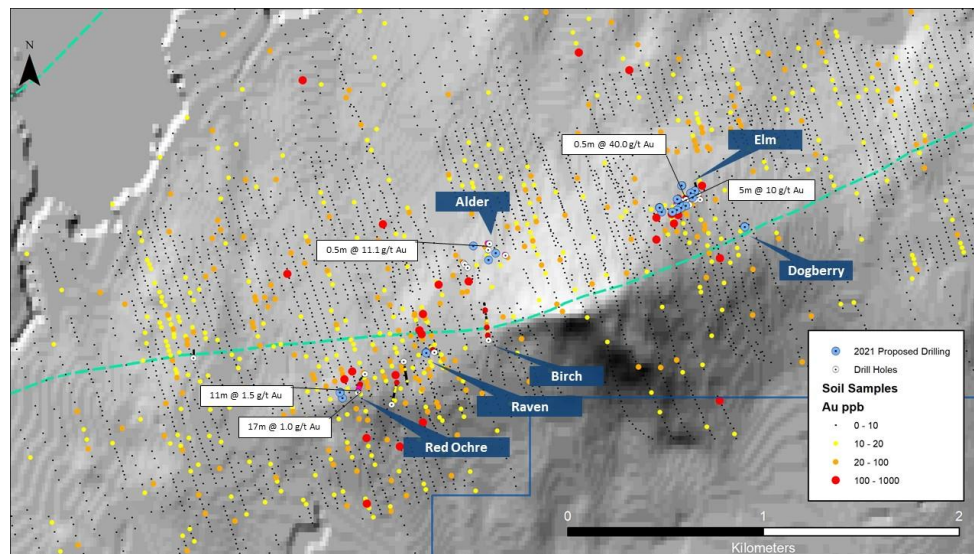 N
Elm
0.5m @ 40.0 g/t Au
5m @ 10 g/t Au
Alder
0.5m @ 11.1 g/t Au
Dogberry
Birch
11m @ 1.5 g/t Au
Raven
17m @ 1.0 g/t Au
Red Ochre
2021 Proposed Drilling
Drill Holes
Soil Samples
Au ppb
0 - 10
10 - 20
20 - 100
100 - 1000
0 1 2
Kilometers